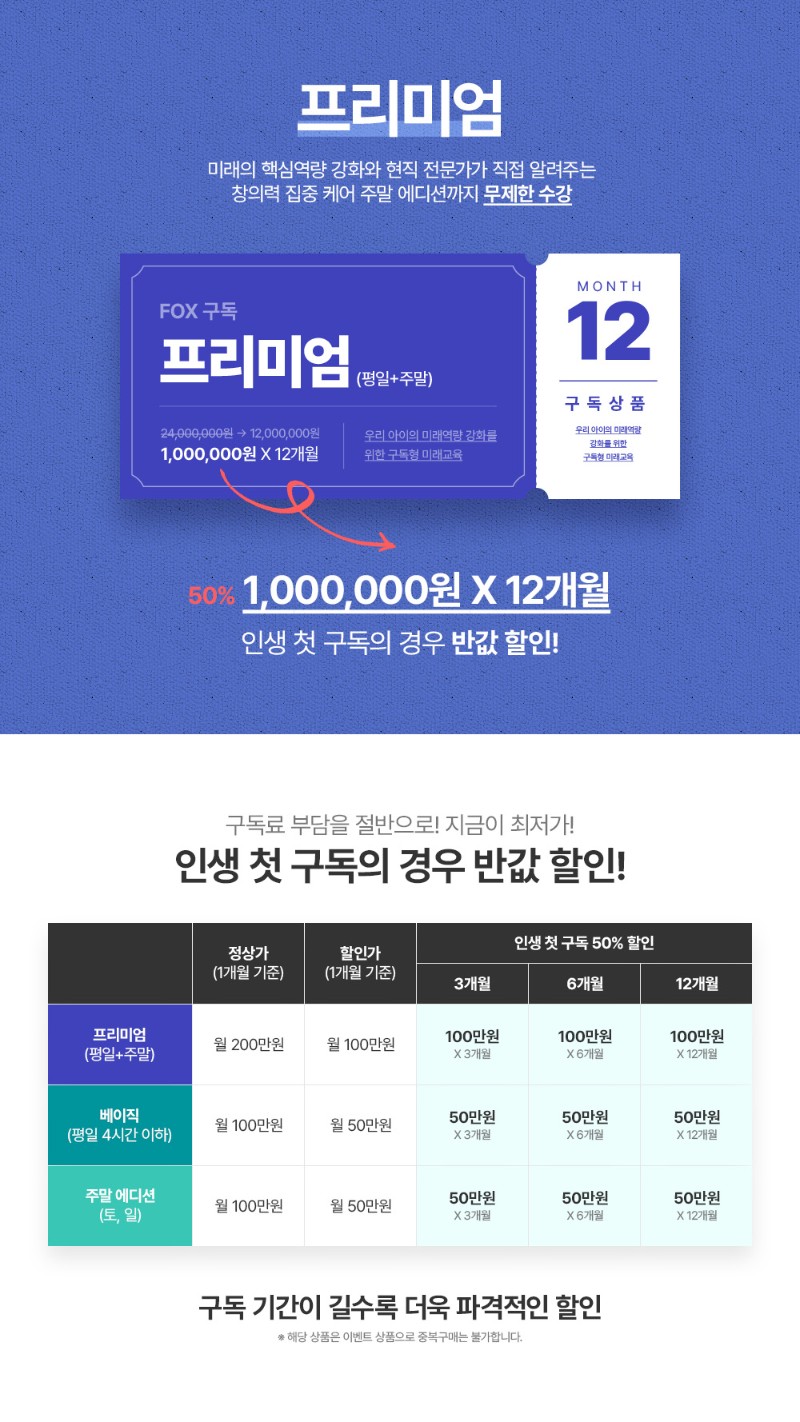 프리미엄
미래의 핵심역량 강화와 현직 전문가가 직접 알려주는
창의력 집중 케어 주말 에디션까지 무제한 수강
FOX 구독
프리미엄 (평일+주말)
24,000,000원 → 12,000,000원
1,000,000원 X 12개월
우리 아이의 미래역량 강화를
위한 구독형 미래교육
MONTH
12
구독상품
우리 아이의 미래역량
강화를 위한
구독형 미래교육
50% 1,000,000원 X 12개월
인생 첫 구독의 경우 반값 할인!
구독료 부담을 절반으로! 지금이 최저가!
인생 첫 구독의 경우 반값 할인!
정상가 할인가 인생 첫 구독 50% 할인
(1개월 기준) (1개월 기준) 3개월 6개월 12개월
프리미엄 월 200만원 월 100만원 100만원 100만원 100만원
(평일+주말) X 3개월 X 6개월 X 12개월
베이직 월 100만원 월 50만원 50만원 50만원 50만원
(평일 4시간 이하) X 3개월 X 6개월 X 12개월
주말 에디션 월 100만원 월 50만원 50만원 50만원 50만원
(토, 일) X 3개월 X 6개월 X 12개월
구독 기간이 길수록 더욱 파격적인 할인
※ 해당 상품은 이벤트 상품으로 중복구매는 불가합니다.